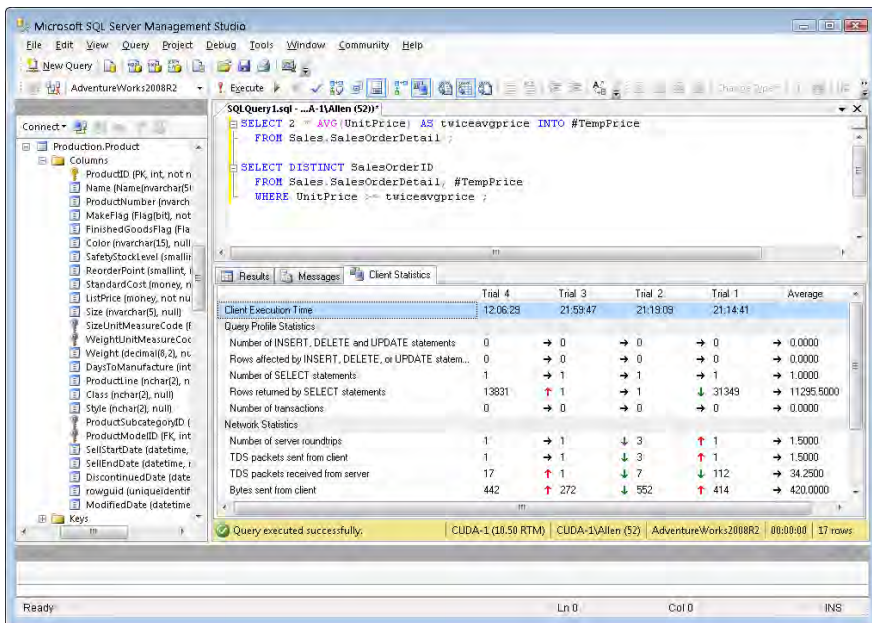 Microsoft SQL Server Management Studio
File Edit View Query Project Debug Tools Window Community Help
New Query
AdventureWorks2008R2 Execute Change Type
SQLQuery1.sql - ...A-1\Allen (52))*
Connect
Production.Product
Columns
ProductID (PK, int, not n
Name (Name(nvarchar(5
ProductNumber (nvarch
MakeFlag (Flag(bit), not
FinishedGoodsFlag (Fla
Color (nvarchar(15), null
SafetyStockLevel (smallir
ReorderPoint (smallint,
StandardCost (money, n
ListPrice (money, not nu
Size (nvarchar(5), null)
SizeUnitMeasureCode (F
WeightUnitMeasureCoc
Weight (decimal(8,2), nu
DaysToManufacture (int
ProductLine (nchar(2), n
Class (nchar(2), null)
Style (nchar(2), null)
ProductSubcategoryID (
ProductModelID (FK, int
SellStartDate (datetime,
SellEndDate (datetime, r
DiscontinuedDate (date
rowguid (uniqueidentif
ModifiedDate (datetime
Keys
SELECT 2 * AVG(UnitPrice) AS twiceavgprice INTO #TempPrice
FROM Sales.SalesOrderDetail ;
SELECT DISTINCT SalesOrderID
FROM Sales.SalesOrderDetail, #TempPrice
WHERE UnitPrice >= twiceavgprice ;
Results Messages Client Statistics
Trial 4 Trial 3 Trial 2 Trial 1 Average
Client Execution Time 12:06:29 21:59:47 21:19:09 21:14:41
Query Profile Statistics
Number of INSERT, DELETE and UPDATE statements 0 → 0 → 0 → 0 → 0.0000
Rows affected by INSERT, DELETE, or UPDATE statem... 0 → 0 → 0 → 0 → 0.0000
Number of SELECT statements 1 → 1 → 1 → 1 → 1.0000
Rows returned by SELECT statements 13831 ↑ 1 → 1 ↓ 31349 → 11295.5000
Number of transactions 0 → 0 → 0 → 0 → 0.0000
Network Statistics
Number of server roundtrips 1 → 1 ↓ 3 ↑ 1 → 1.5000
TDS packets sent from client 1 → 1 ↓ 3 ↑ 1 → 1.5000
TDS packets received from server 17 ↑ 1 ↓ 7 ↓ 112 → 34.2500
Bytes sent from client 442 ↑ 272 ↓ 552 ↑ 414 → 420.0000
Query executed successfully. CUDA-1 (10.50 RTM) CUDA-1\Allen (52) AdventureWorks2008R2 00:00:00 17 rows
Ready Ln 0 Col 0 INS